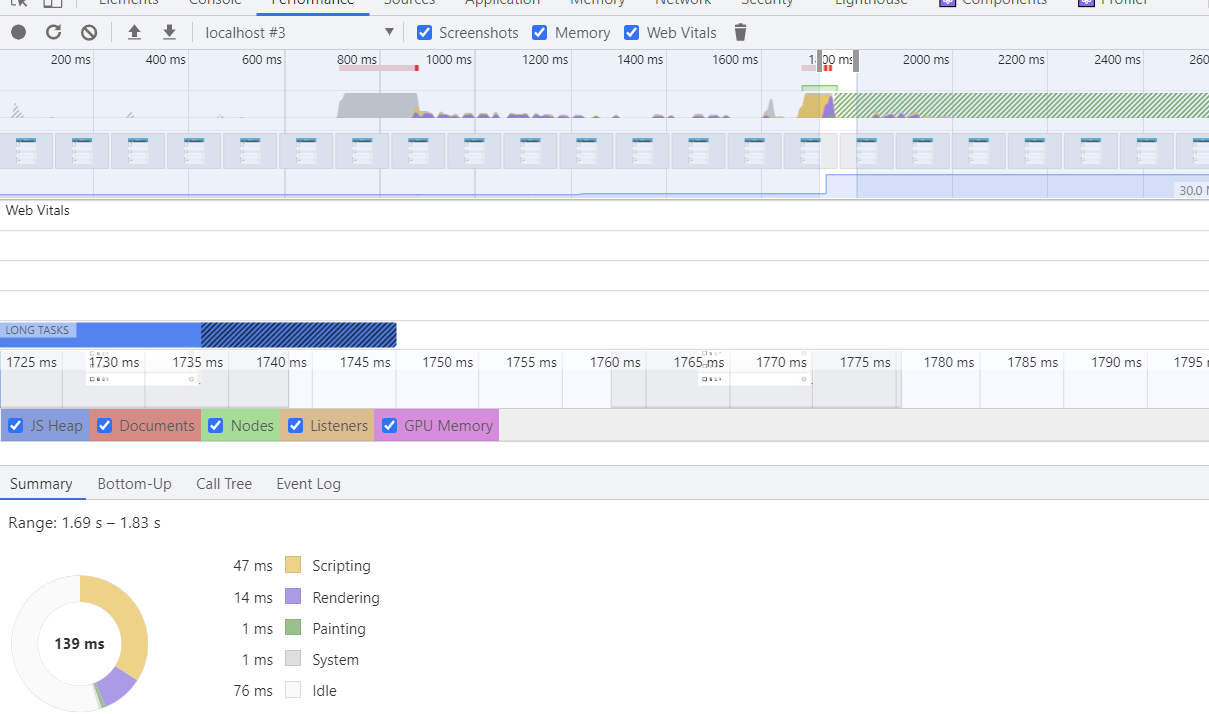 Elements Console Performance Sources Application Memory Network Security Lighthouse Components Profiler
localhost #3 Screenshots Memory Web Vitals
200 ms 400 ms 600 ms 800 ms 1000 ms 1200 ms 1400 ms 1600 ms 2000 ms 2200 ms 2400 ms
30.0
Web Vitals
LONG TASKS
1725 ms 1730 ms 1735 ms 1740 ms 1745 ms 1750 ms 1755 ms 1760 ms 1765 ms 1770 ms 1775 ms 1780 ms 1785 ms 1790 ms 1795
JS Heap Documents Nodes Listeners GPU Memory
Summary Bottom-Up Call Tree Event Log
Range: 1.69 s – 1.83 s
47 ms Scripting
14 ms Rendering
1 ms Painting
139 ms
1 ms System
76 ms Idle